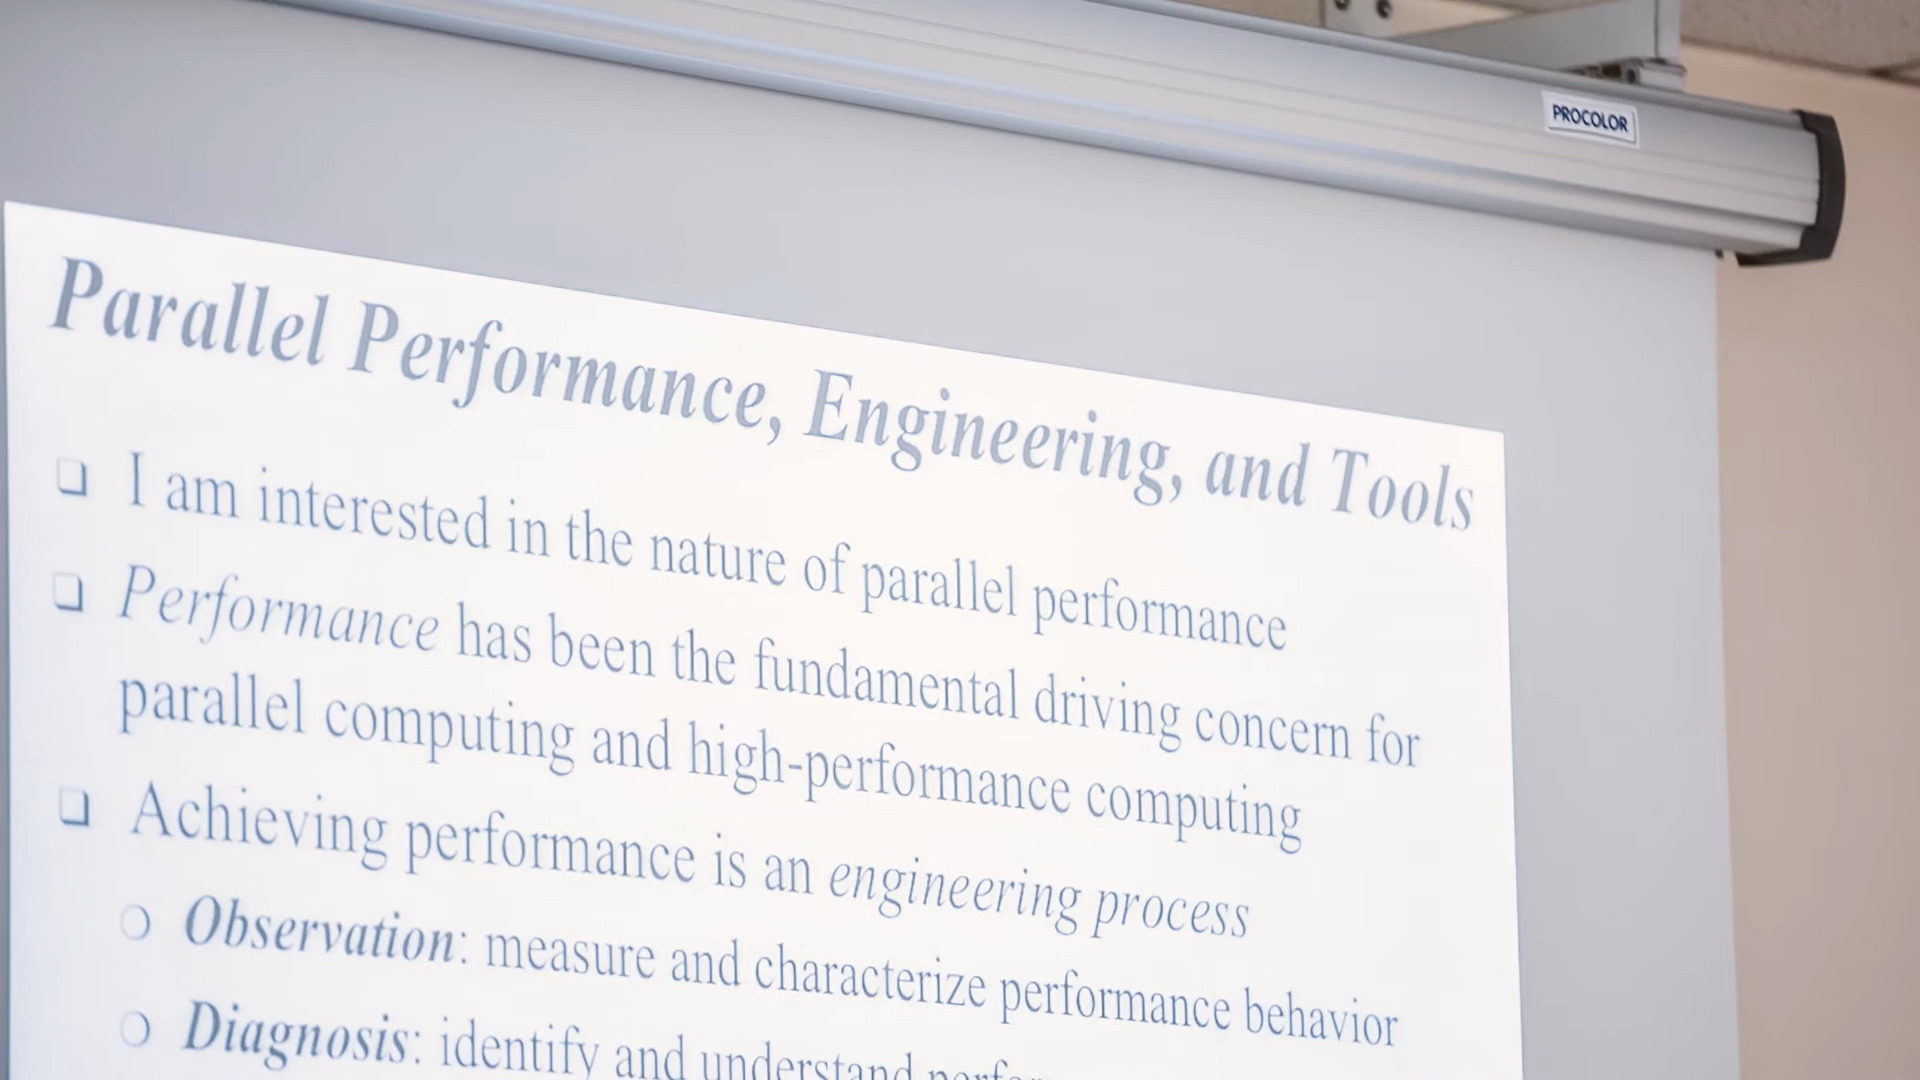 PROCOLOR
Parallel Performance, Engineering, and Tools
❑ I am interested in the nature of parallel performance
❑ Performance has been the fundamental driving concern for
parallel computing and high-performance computing
❑ Achieving performance is an engineering process
❍ Observation: measure and characterize performance behavior
❍ Diagnosis: identify and understand